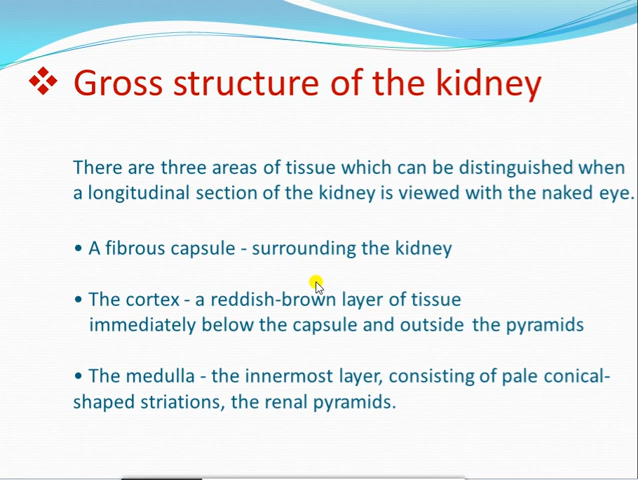 ❖ Gross structure of the kidney
There are three areas of tissue which can be distinguished when
a longitudinal section of the kidney is viewed with the naked eye.
• A fibrous capsule - surrounding the kidney
• The cortex - a reddish-brown layer of tissue
immediately below the capsule and outside the pyramids
• The medulla - the innermost layer, consisting of pale conical-
shaped striations, the renal pyramids.